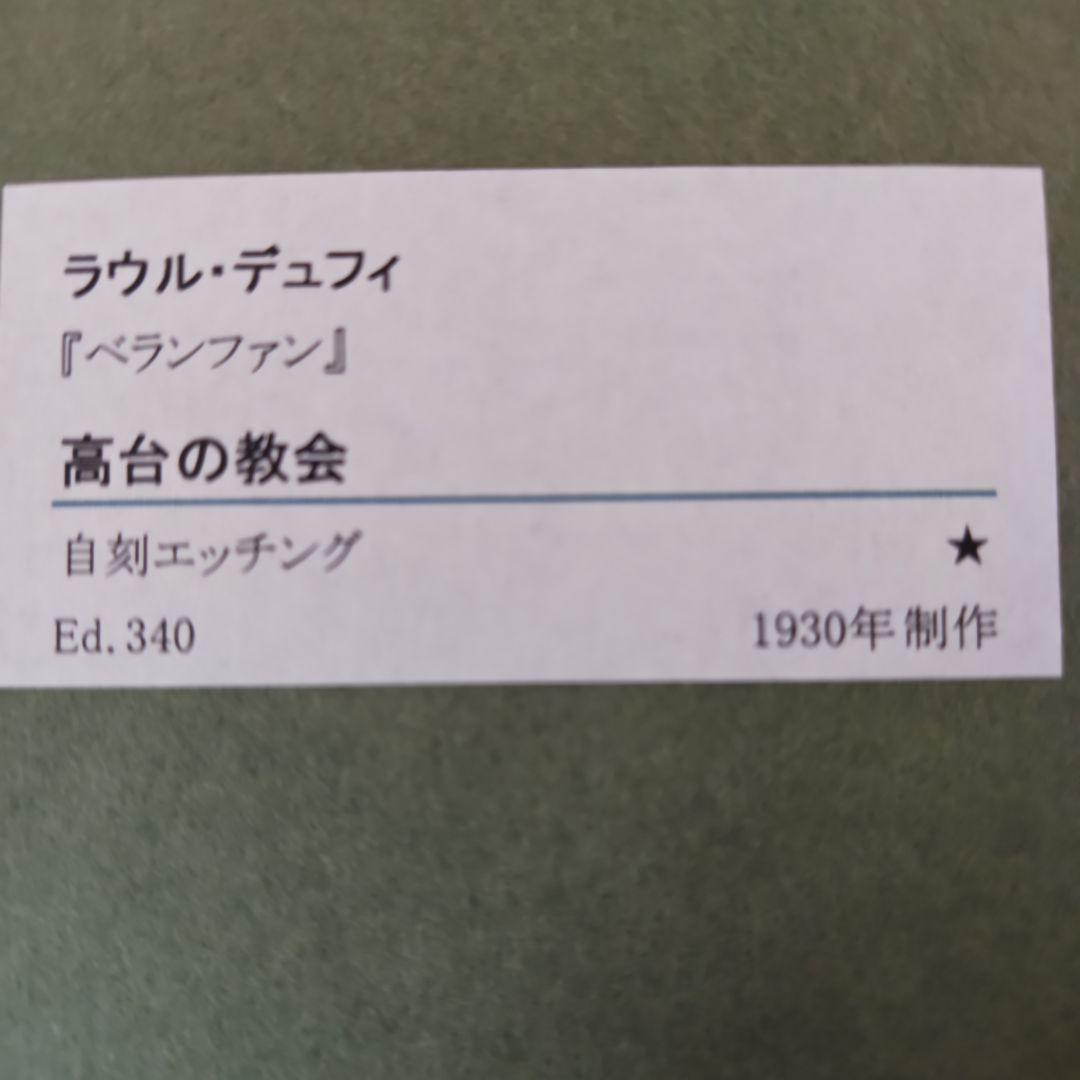 ラウル・デュフィ
『ベランファン』
高台の教会
自刻エッチング ★
Ed. 340 1930年制作